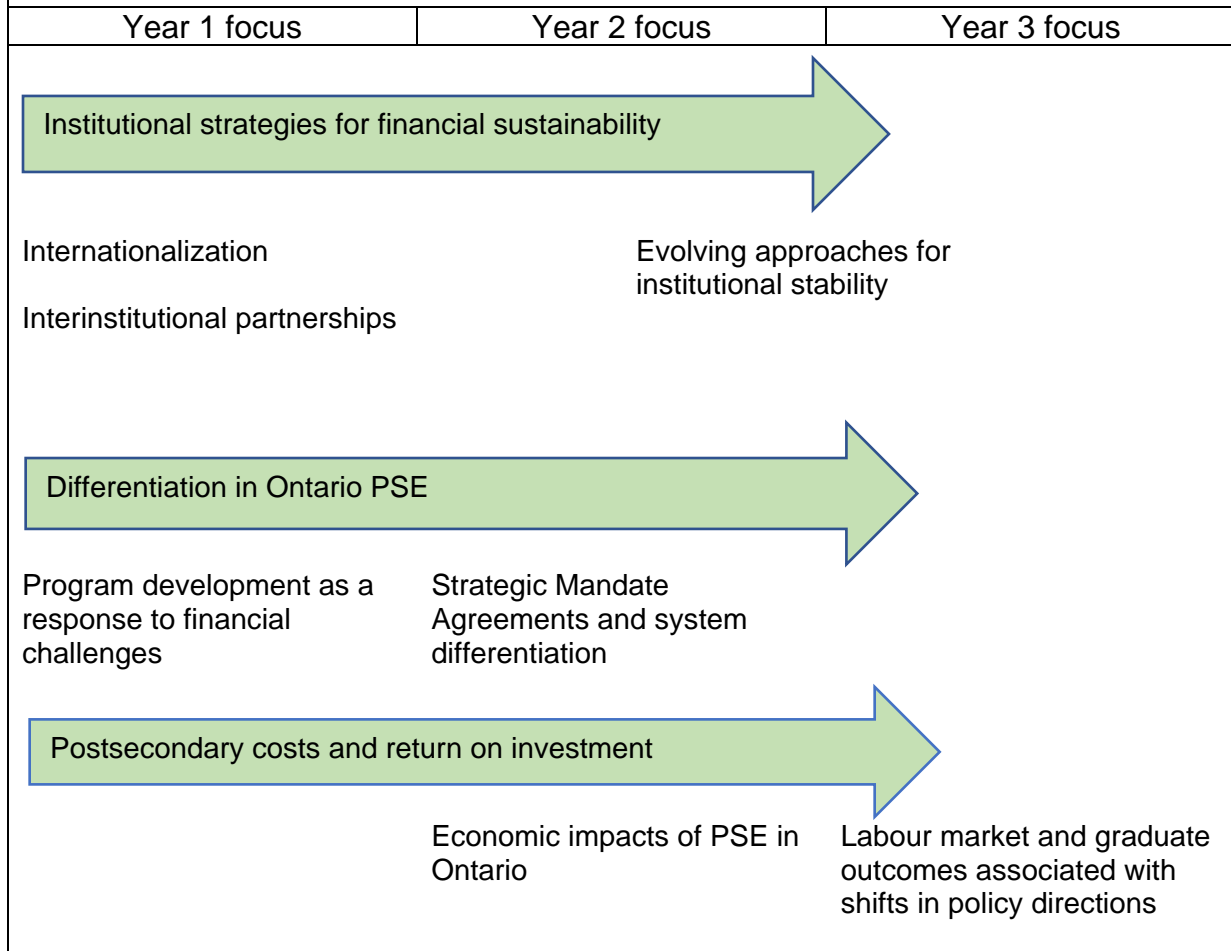 Year 1 focus
Year 2 focus
Year 3 focus
Institutional strategies for financial sustainability
Internationalization
Interinstitutional partnerships
Evolving approaches for
institutional stability
Differentiation in Ontario PSE
Program development as a
response to financial
challenges
Strategic Mandate
Agreements and system
differentiation
Postsecondary costs and return on investment
Economic impacts of PSE in
Ontario
Labour market and graduate
outcomes associated with
shifts in policy directions